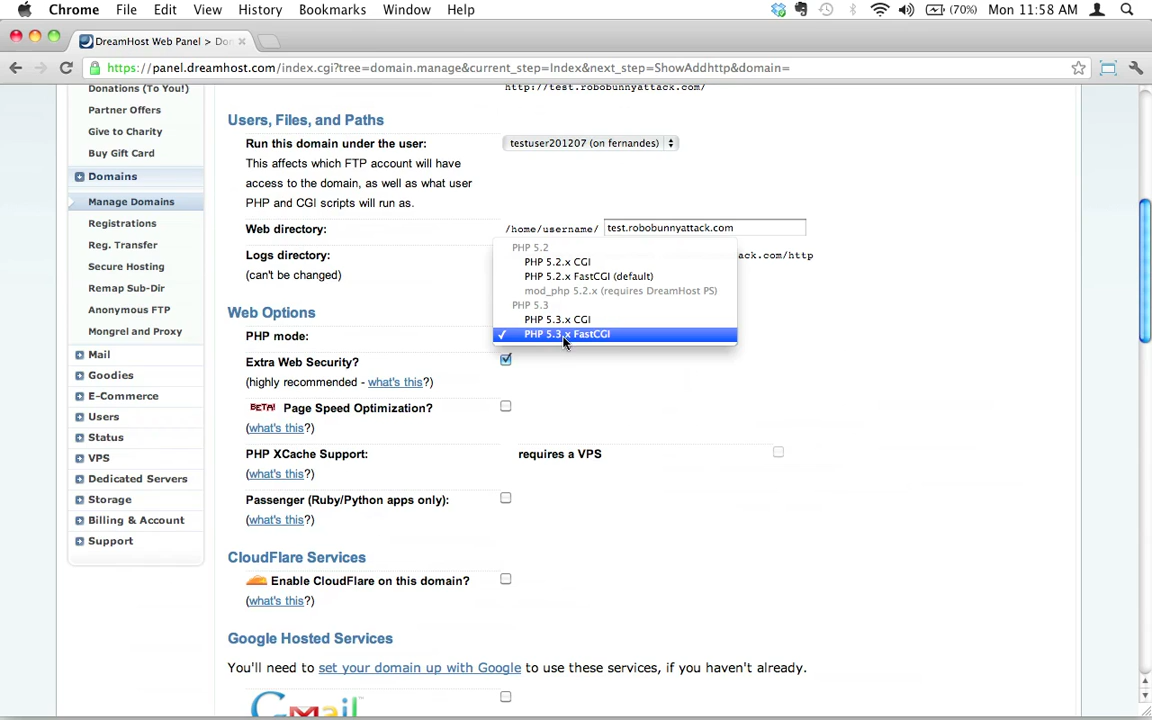 Chrome File Edit View History Bookmarks Window Help (70%) Mon 11:58 AM
DreamHost Web Panel > Don
https://panel.dreamhost.com/index.cgi?tree=domain.manage&current_step=Index&next_step=ShowAddhttp&domain=
Donations (To You!)
Partner Offers
Give to Charity
Buy Gift Card
Domains
Manage Domains
Registrations
Reg. Transfer
Secure Hosting
Remap Sub-Dir
Anonymous FTP
Mongrel and Proxy
Mail
Goodies
E-Commerce
Users
Status
VPS
Dedicated Servers
Storage
Billing & Account
Support
http://test.robobunnyattack.com/
Users, Files, and Paths
Run this domain under the user: testuser201207 (on fernandes)
This affects which FTP account will have
access to the domain, as well as what user
PHP and CGI scripts will run as.
Web directory: /home/username/ test.robobunnyattack.com
Logs directory: ack.com/http
(can't be changed)
PHP 5.2
PHP 5.2.x CGI
PHP 5.2.x FastCGI (default)
mod_php 5.2.x (requires DreamHost PS)
PHP 5.3
PHP 5.3.x CGI
PHP 5.3.x FastCGI
Web Options
PHP mode:
Extra Web Security?
(highly recommended - what's this?)
BETA! Page Speed Optimization?
(what's this?)
PHP XCache Support: requires a VPS
(what's this?)
Passenger (Ruby/Python apps only):
(what's this?)
CloudFlare Services
Enable CloudFlare on this domain?
(what's this?)
Google Hosted Services
You'll need to set your domain up with Google to use these services, if you haven't already.
Gmail